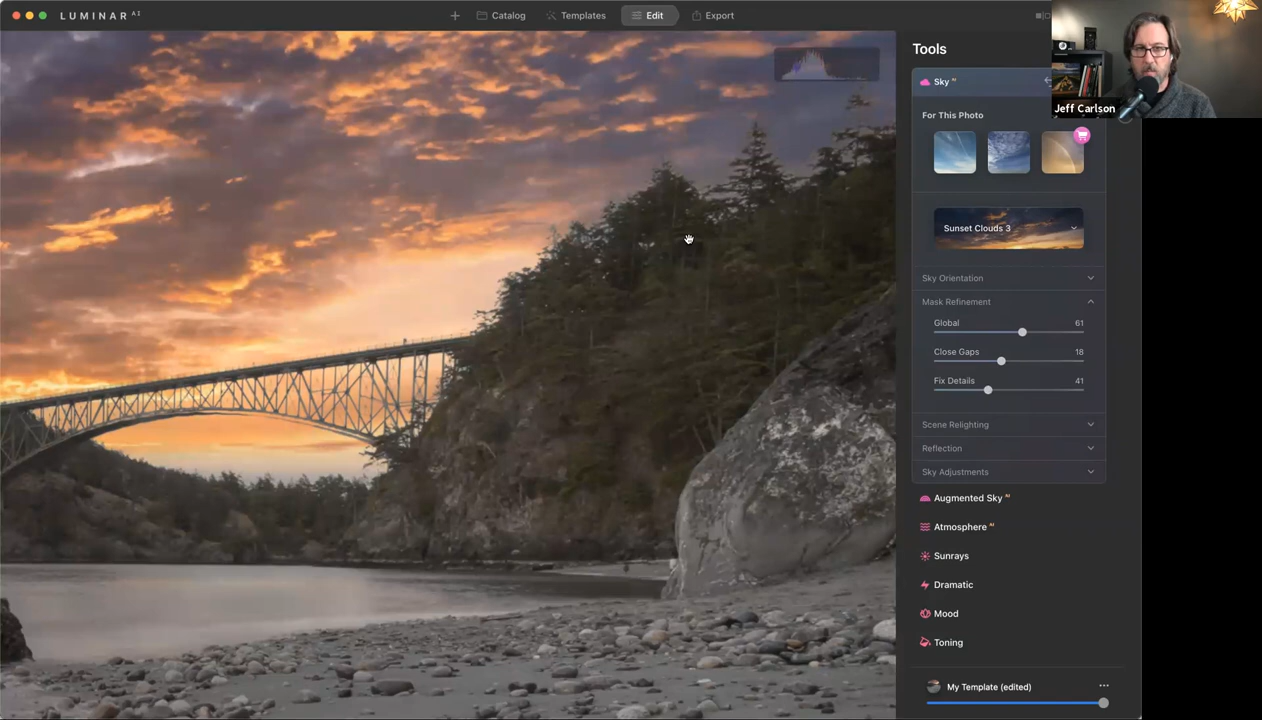 LUMINAR AI
Catalog
Templates
Edit
Export
Tools
Sky AI
Jeff Carlson
For This Photo
Sunset Clouds 3
Sky Orientation
Mask Refinement
Global 61
Close Gaps 18
Fix Details 41
Scene Relighting
Reflection
Sky Adjustments
Augmented Sky AI
Atmosphere AI
Sunrays
Dramatic
Mood
Toning
My Template (edited)